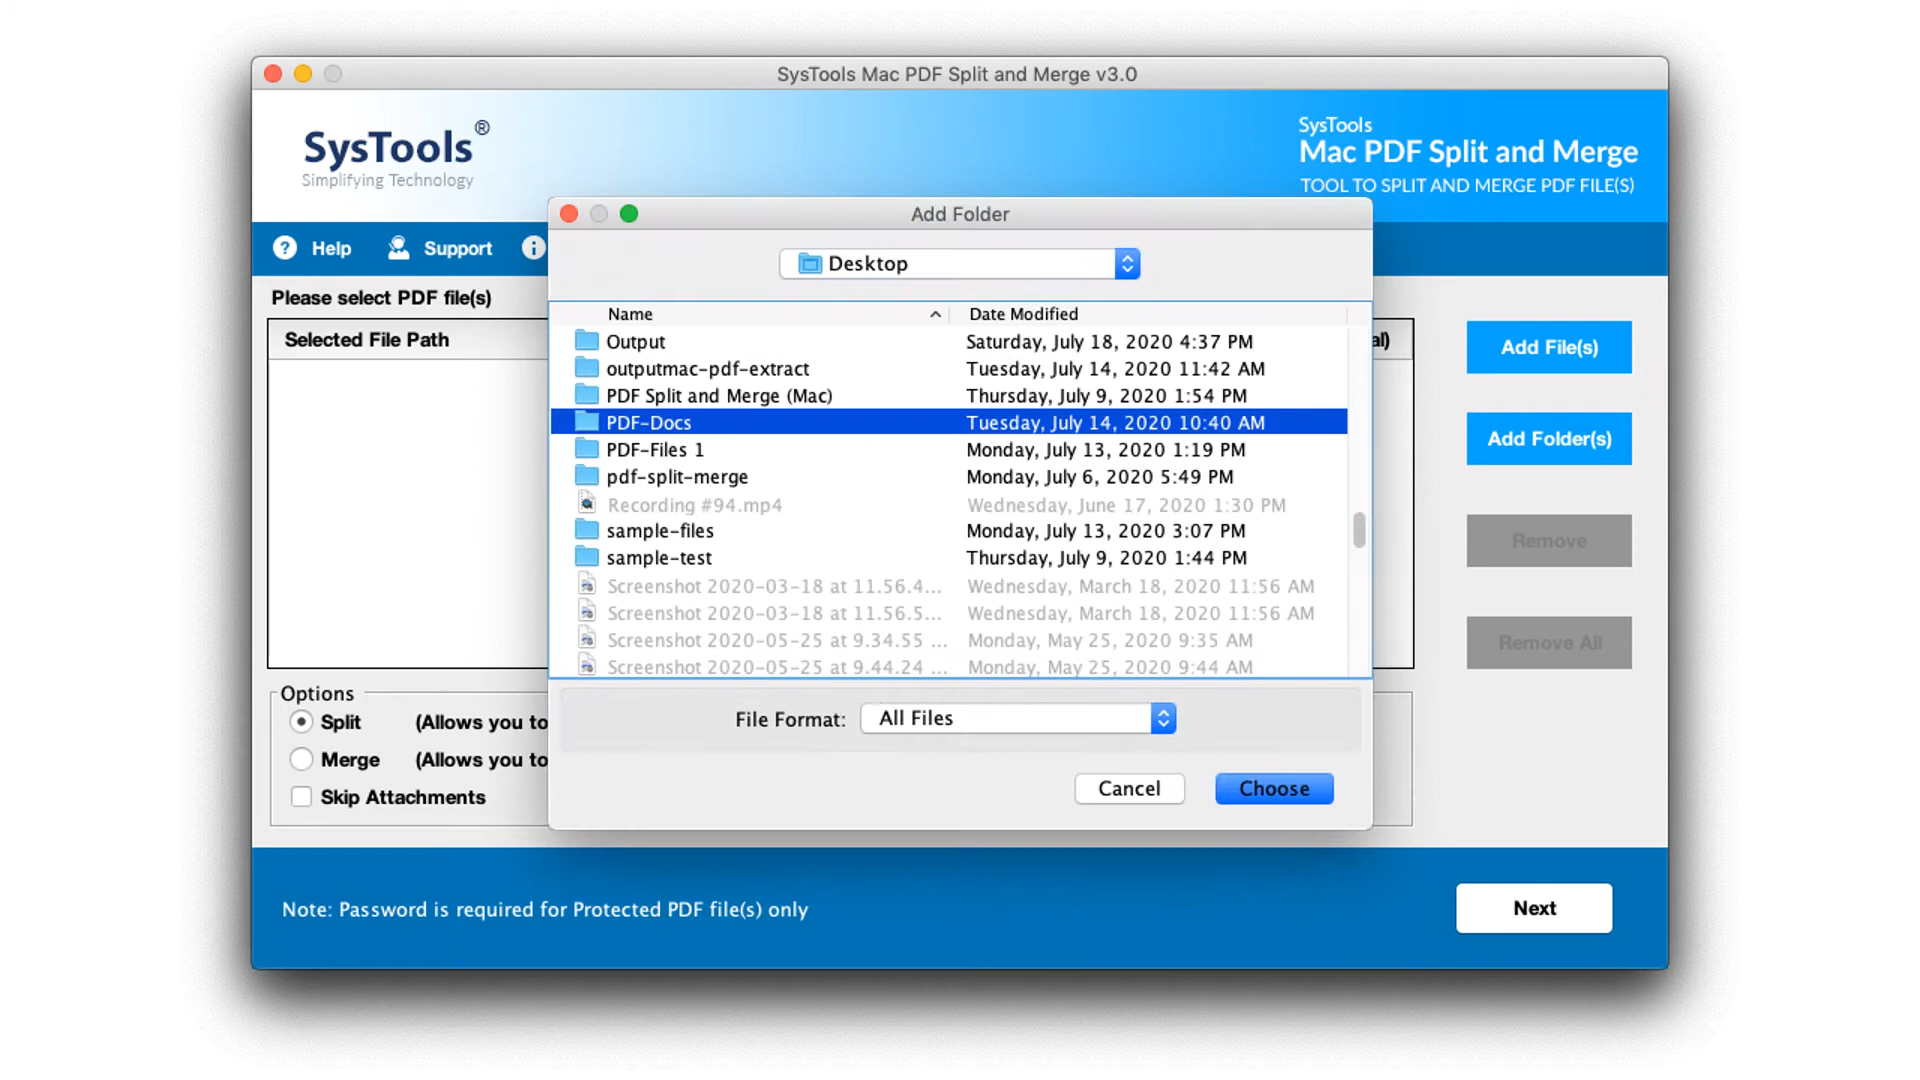 SysTools Mac PDF Split and Merge v3.0
SysTools®
Simplifying Technology
SysTools
Mac PDF Split and Merge
TOOL TO SPLIT AND MERGE PDF FILE(S)
? Help Support i
Add Folder
Desktop
Please select PDF file(s)
Selected File Path
al)
Name Date Modified
Output Saturday, July 18, 2020 4:37 PM
outputmac-pdf-extract Tuesday, July 14, 2020 11:42 AM
PDF Split and Merge (Mac) Thursday, July 9, 2020 1:54 PM
PDF-Docs Tuesday, July 14, 2020 10:40 AM
PDF-Files 1 Monday, July 13, 2020 1:19 PM
pdf-split-merge Monday, July 6, 2020 5:49 PM
Recording #94.mp4 Wednesday, June 17, 2020 1:30 PM
sample-files Monday, July 13, 2020 3:07 PM
sample-test Thursday, July 9, 2020 1:44 PM
Screenshot 2020-03-18 at 11.56.4... Wednesday, March 18, 2020 11:56 AM
Screenshot 2020-03-18 at 11.56.5... Wednesday, March 18, 2020 11:56 AM
Screenshot 2020-05-25 at 9.34.55 ... Monday, May 25, 2020 9:35 AM
Screenshot 2020-05-25 at 9.44.24 ... Monday, May 25, 2020 9:44 AM
File Format: All Files
Cancel Choose
Add File(s)
Add Folder(s)
Remove
Remove All
Options
Split (Allows you to
Merge (Allows you to
Skip Attachments
Note: Password is required for Protected PDF file(s) only
Next